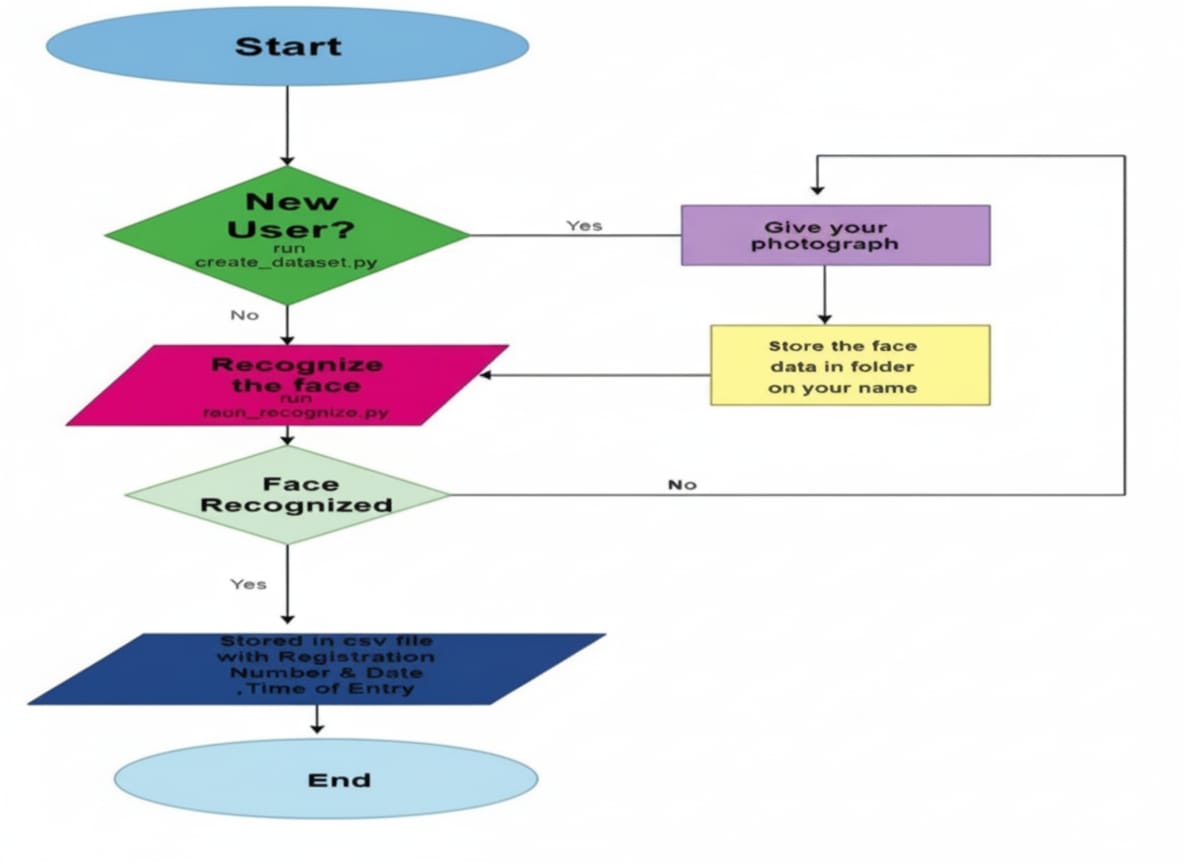 Start
New
User?
run
create_dataset.py
Yes
Give your
photograph
No
Recognize
the face
run
Store the face
data in folder
on your name
Face
Recognized
No
Yes
Stored in csv file
with Registration
Number & Date
,Time of Entry
End